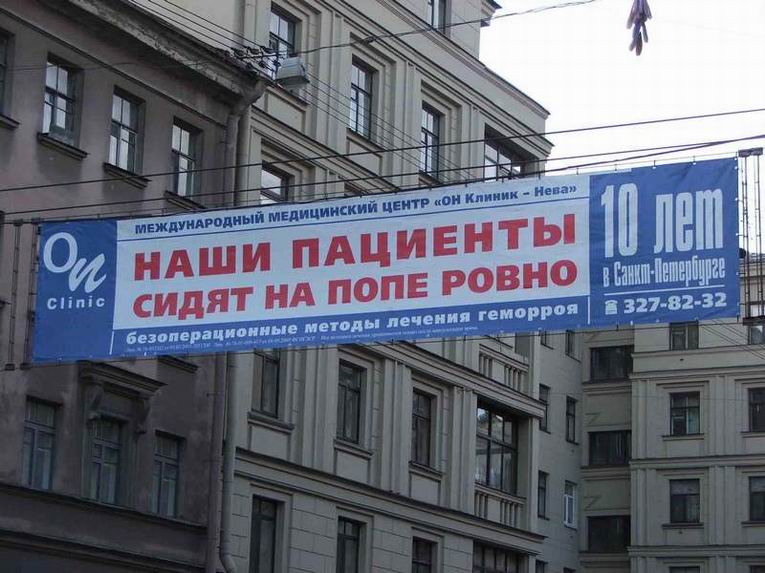 On
Clinic
МЕЖДУНАРОДНЫЙ МЕДИЦИНСКИЙ ЦЕНТР «ОН Клиник – Нева»
НАШИ ПАЦИЕНТЫ
СИДЯТ НА ПОПЕ РОВНО
безоперационные методы лечения геморроя
10 лет
в Санкт-Петербурге
☎ 327-82-32